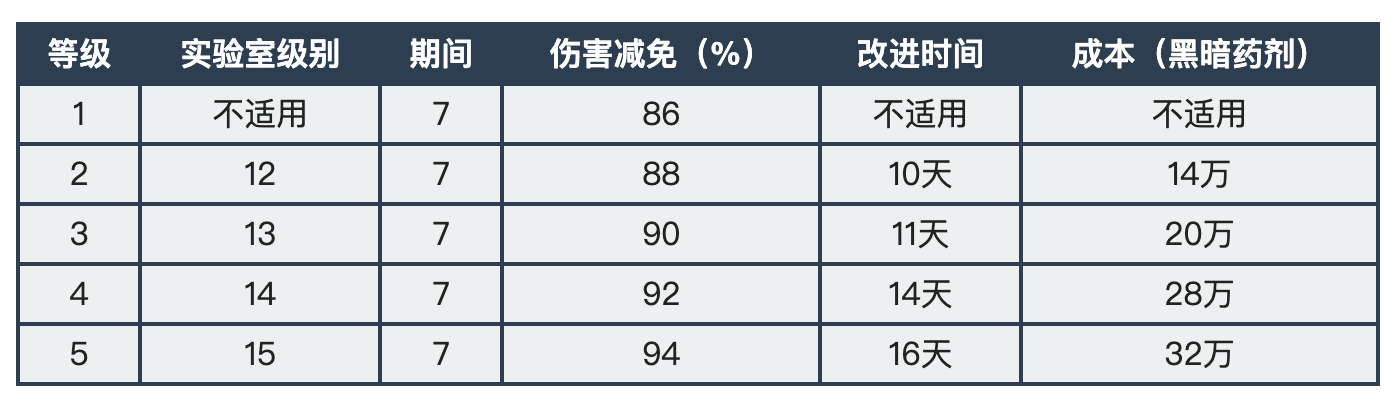 等级 实验室级别 期间 伤害减免（%） 改进时间 成本（黑暗药剂）
1 不适用 7 86 不适用 不适用
2 12 7 88 10天 14万
3 13 7 90 11天 20万
4 14 7 92 14天 28万
5 15 7 94 16天 32万